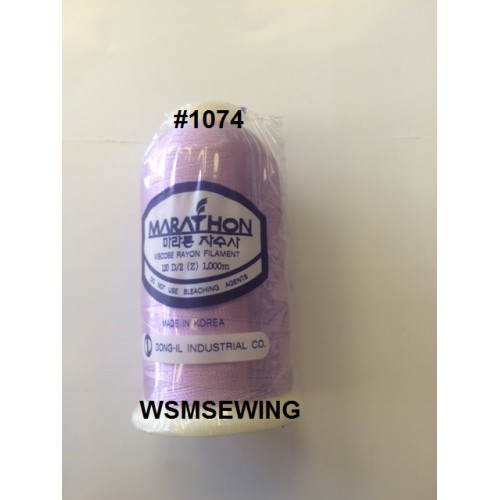 #1074
MARATHON
마라톤 자수사
VISCOSE RAYON FILAMENT
120 D/2 (Z) 1,000m
DO NOT USE BLEACHING AGENTS
MADE IN KOREA
DONG-IL INDUSTRIAL CO.
WSMSEWING